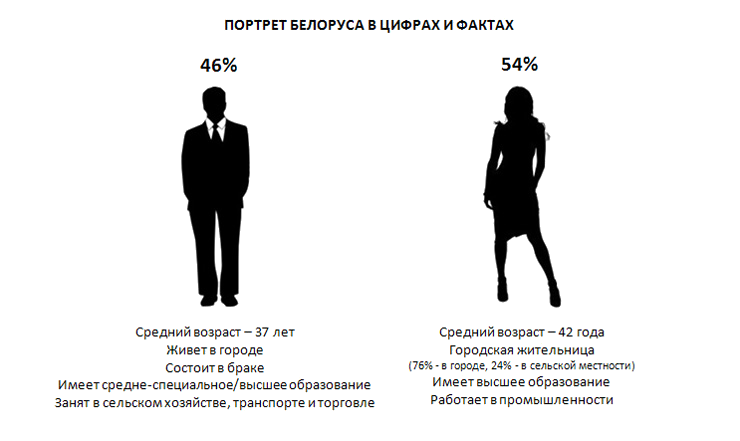 ПОРТРЕТ БЕЛОРУСА В ЦИФРАХ И ФАКТАХ
46%
54%
Средний возраст – 37 лет
Живет в городе
Состоит в браке
Имеет средне-специальное/высшее образование
Занят в сельском хозяйстве, транспорте и торговле
Средний возраст – 42 года
Городская жительница
(76% - в городе, 24% - в сельской местности)
Имеет высшее образование
Работает в промышленности